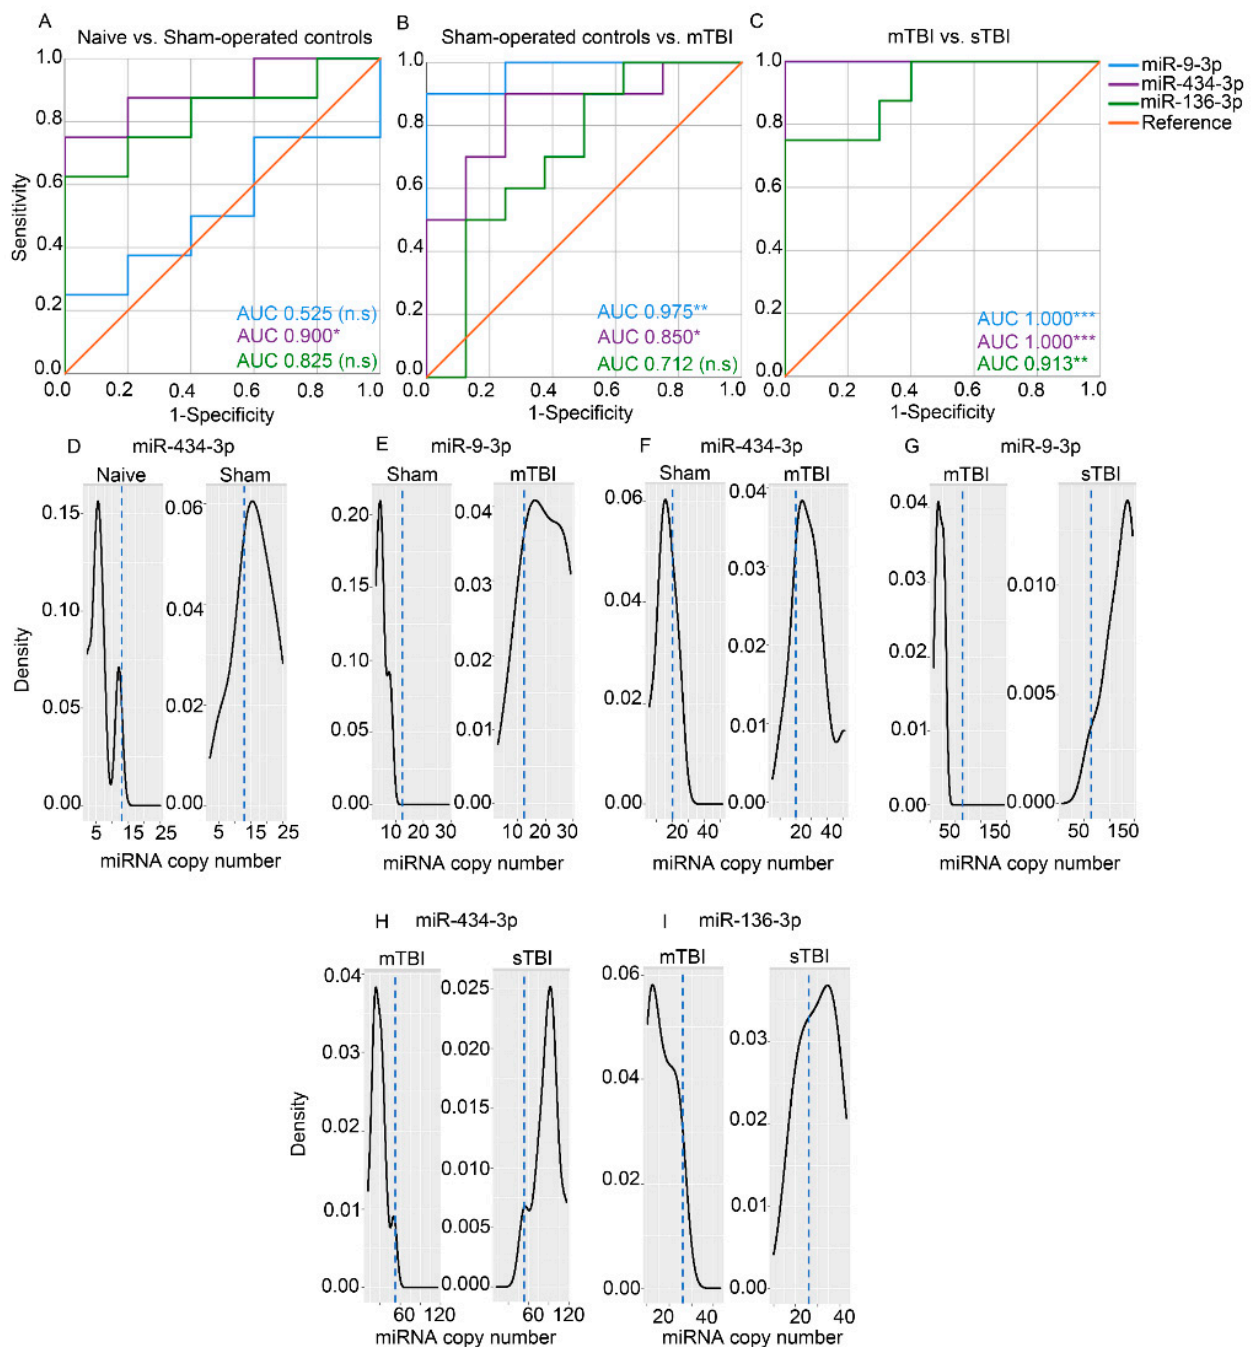 A
Naive vs. Sham-operated controls
B
Sham-operated controls vs. mTBI
C
mTBI vs. sTBI
miR-9-3p
miR-434-3p
miR-136-3p
Reference
Sensitivity
1.0
0.8
0.6
0.4
0.2
0.0
0.0 0.2 0.4 0.6 0.8 1.0
1-Specificity
AUC 0.525 (n.s)
AUC 0.900*
AUC 0.825 (n.s)
1.0
0.8
0.6
0.4
0.2
0.0
0.0 0.2 0.4 0.6 0.8 1.0
1-Specificity
AUC 0.975**
AUC 0.850*
AUC 0.712 (n.s)
1.0
0.8
0.6
0.4
0.2
0.0
0.0 0.2 0.4 0.6 0.8 1.0
1-Specificity
AUC 1.000***
AUC 1.000***
AUC 0.913**
D miR-434-3p
Naive Sham
Density
0.15
0.10
0.05
0.00
5 15 25
0.06
0.04
0.02
0.00
5 15 25
miRNA copy number
E miR-9-3p
Sham mTBI
0.20
0.15
0.10
0.05
0.00
10 30
0.04
0.03
0.02
0.01
0.00
10 20 30
miRNA copy number
F miR-434-3p
Sham mTBI
0.06
0.04
0.02
0.00
20 40
0.04
0.03
0.02
0.01
0.00
20 40
miRNA copy number
G miR-9-3p
mTBI sTBI
0.04
0.03
0.02
0.01
0.00
50 150
0.010
0.005
0.000
50 150
miRNA copy number
H miR-434-3p
mTBI sTBI
Density
0.04
0.03
0.02
0.01
0.00
60 120
0.025
0.020
0.015
0.010
0.005
0.000
60 120
miRNA copy number
I miR-136-3p
mTBI sTBI
0.06
0.04
0.02
0.00
20 40
0.03
0.02
0.01
0.00
20 40
miRNA copy number